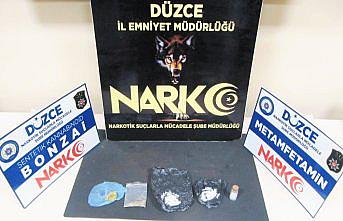 DÜZCE
İL EMNİYET MÜDÜRLÜĞÜ
NARKO
NARKOTİK SUÇLARLA MÜCADELE ŞUBE MÜDÜRLÜĞÜ
DÜZCE
SENTETİK KANNABİNOİD
BONZAİ
NARKO
DÜZCE
METAMFETAMİN
NARKO